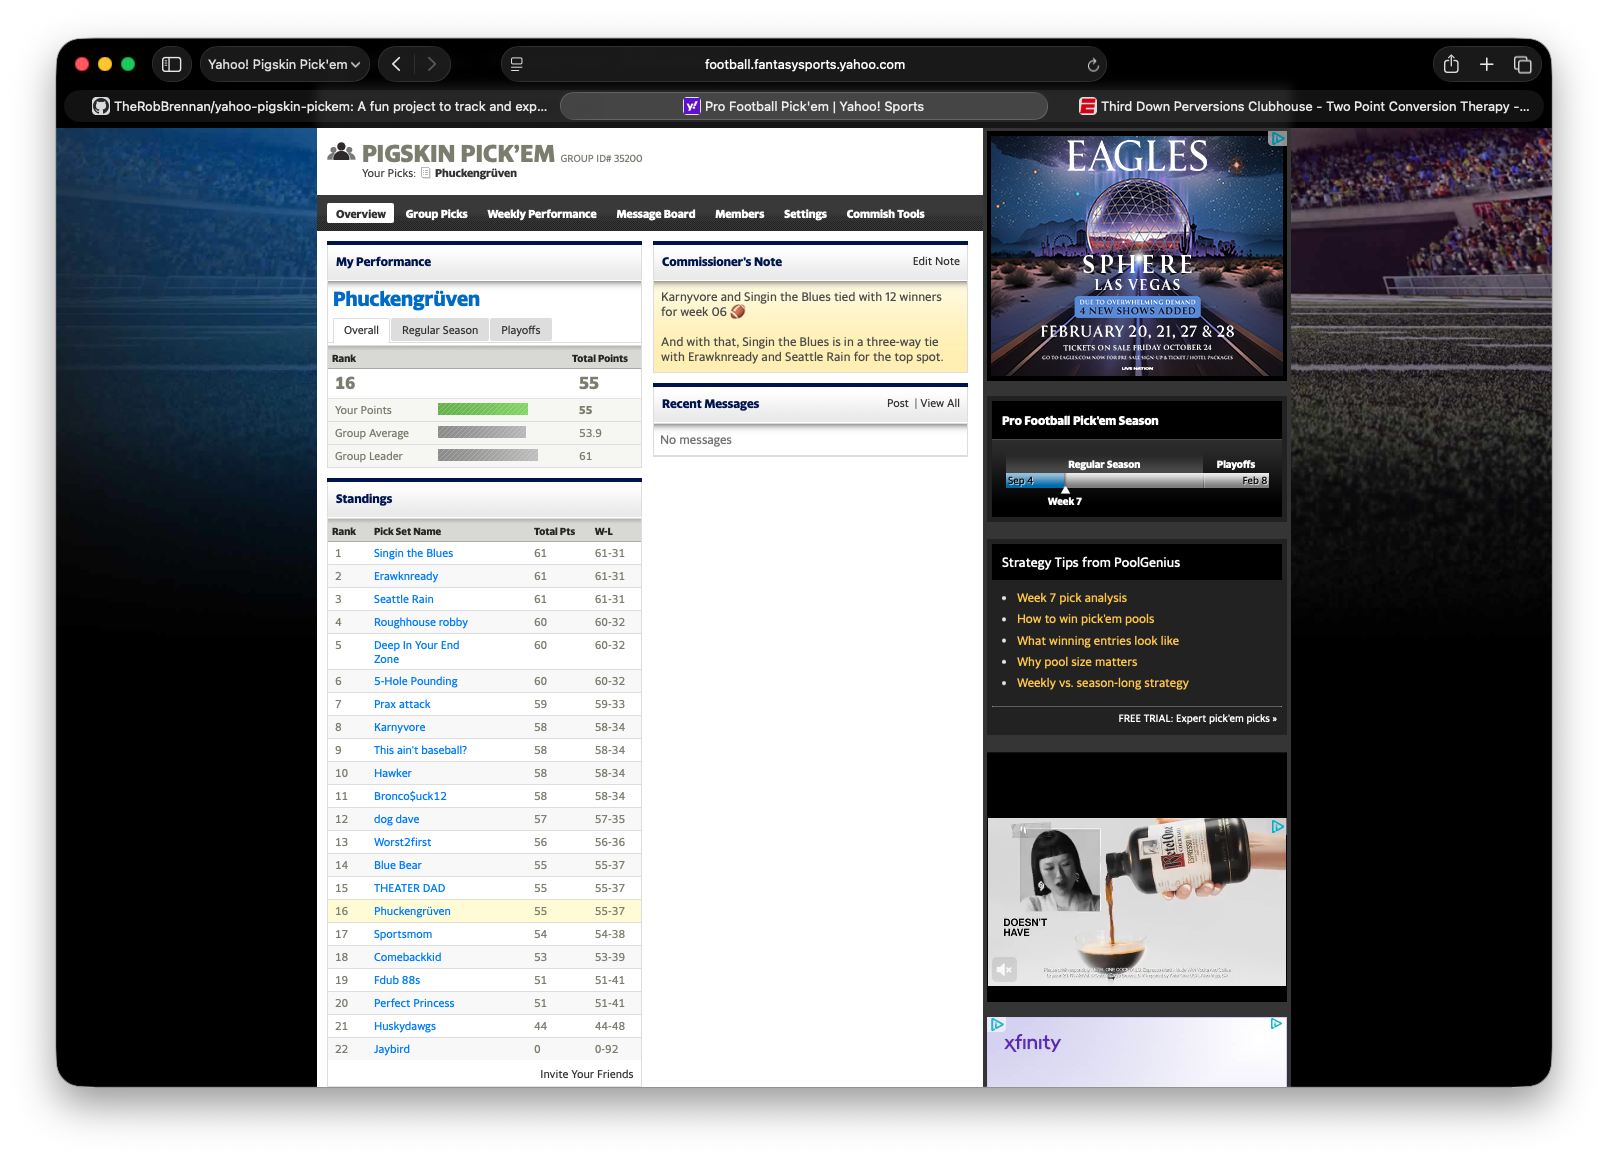 Yahoo! Pigskin Pick'em
football.fantasysports.yahoo.com
TheRobBrennan/yahoo-pigskin-pickem: A fun project to track and exp...
Pro Football Pick'em | Yahoo! Sports
Third Down Perversions Clubhouse - Two Point Conversion Therapy -...
PIGSKIN PICK'EM GROUP ID# 35200
Your Picks: Phuckengrüven
Overview Group Picks Weekly Performance Message Board Members Settings Commish Tools
My Performance
Phuckengrüven
Overall Regular Season Playoffs
Rank Total Points
16 55
Your Points 55
Group Average 53.9
Group Leader 61
Standings
Rank Pick Set Name Total Pts W-L
1 Singin the Blues 61 61-31
2 Erawknready 61 61-31
3 Seattle Rain 61 61-31
4 Roughhouse robby 60 60-32
5 Deep In Your End 60 60-32
Zone
6 5-Hole Pounding 60 60-32
7 Prax attack 59 59-33
8 Karnyvore 58 58-34
9 This ain't baseball? 58 58-34
10 Hawker 58 58-34
11 Bronco$uck12 58 58-34
12 dog dave 57 57-35
13 Worst2first 56 56-36
14 Blue Bear 55 55-37
15 THEATER DAD 55 55-37
16 Phuckengrüven 55 55-37
17 Sportsmom 54 54-38
18 Comebackkid 53 53-39
19 Fdub 88s 51 51-41
20 Perfect Princess 51 51-41
21 Huskydawgs 44 44-48
22 Jaybird 0 0-92
Invite Your Friends
Commissioner's Note Edit Note
Karnyvore and Singin the Blues tied with 12 winners
for week 06 🏈
And with that, Singin the Blues is in a three-way tie
with Erawknready and Seattle Rain for the top spot.
Recent Messages Post | View All
No messages
EAGLES
SPHERE
LAS VEGAS
DUE TO OVERWHELMING DEMAND
4 NEW SHOWS ADDED
FEBRUARY 20, 21, 27 & 28
TICKETS ON SALE FRIDAY OCTOBER 24
GO TO EAGLES.COM NOW FOR PRE-SALE SIGN-UP & TICKET / HOTEL PACKAGES
LIVE NATION
Pro Football Pick'em Season
Regular Season Playoffs
Sep 4 Feb 8
Week 7
Strategy Tips from PoolGenius
Week 7 pick analysis
How to win pick'em pools
What winning entries look like
Why pool size matters
Weekly vs. season-long strategy
FREE TRIAL: Expert pick'em picks »
Ketel One
ESPRESSO
DOESN'T
HAVE
xfinity